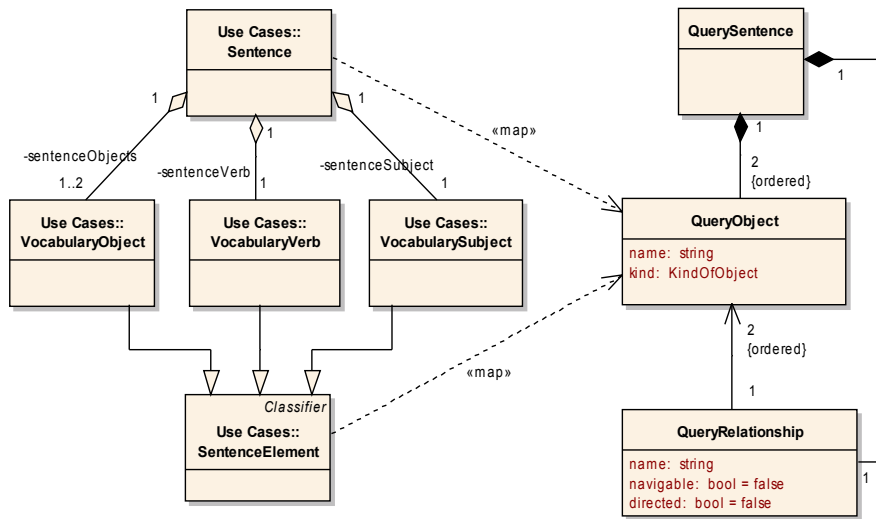 Use Cases::
Sentence
QuerySentence
1
1
1
1
1
«map»
-sentenceObjects
-sentenceVerb
-sentenceSubject
1..2
1
1
2
{ordered}
Use Cases::
VocabularyObject
Use Cases::
VocabularyVerb
Use Cases::
VocabularySubject
QueryObject
name: string
kind: KindOfObject
2
{ordered}
«map»
1
Classifier
Use Cases::
SentenceElement
QueryRelationship
name: string
navigable: bool = false
directed: bool = false
1